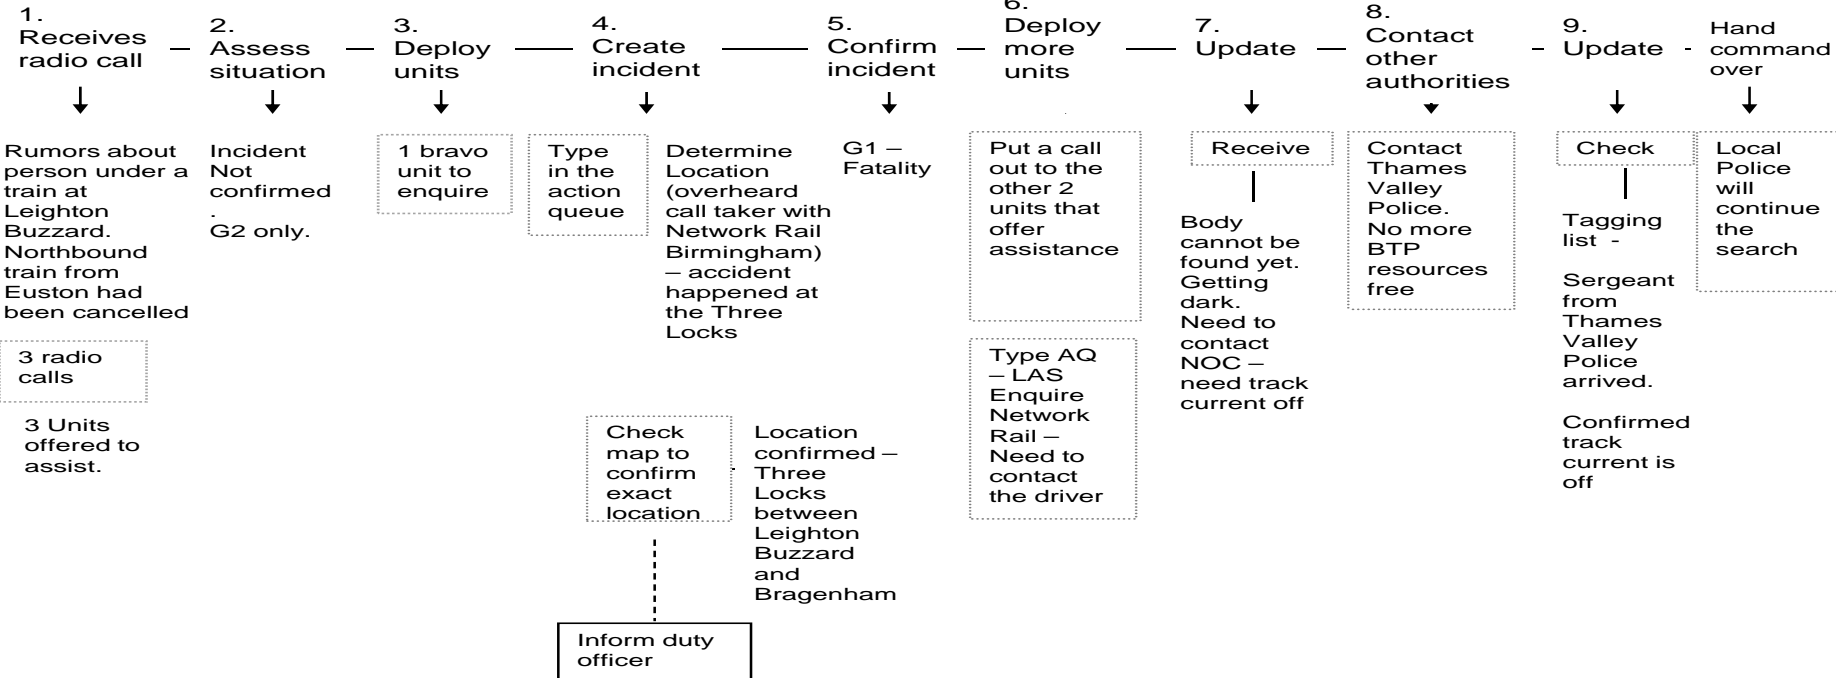 1.
Receives
radio call
2.
Assess
situation
3.
Deploy
units
4.
Create
incident
5.
Confirm
incident
6.
Deploy
more
units
7.
Update
8.
Contact
other
authorities
9.
Update
Hand
command
over
Rumors about
person under a
train at
Leighton
Buzzard.
Northbound
train from
Euston had
been cancelled
3 radio
calls
3 Units
offered to
assist.
Incident
Not
confirmed
.
G2 only.
1 bravo
unit to
enquire
Type
in the
action
queue
Determine
Location
(overheard
call taker with
Network Rail
Birmingham)
– accident
happened at
the Three
Locks
Check
map to
confirm
exact
location
Location
confirmed –
Three
Locks
between
Leighton
Buzzard
and
Bragenham
Inform duty
officer
G1 –
Fatality
Put a call
out to the
other 2
units that
offer
assistance
Type AQ
– LAS
Enquire
Network
Rail –
Need to
contact
the driver
Receive
Body
cannot be
found yet.
Getting
dark.
Need to
contact
NOC –
need track
current off
Contact
Thames
Valley
Police.
No more
BTP
resources
free
Check
Tagging
list -
Sergeant
from
Thames
Valley
Police
arrived.
Confirmed
track
current is
off
Local
Police
will
continue
the
search